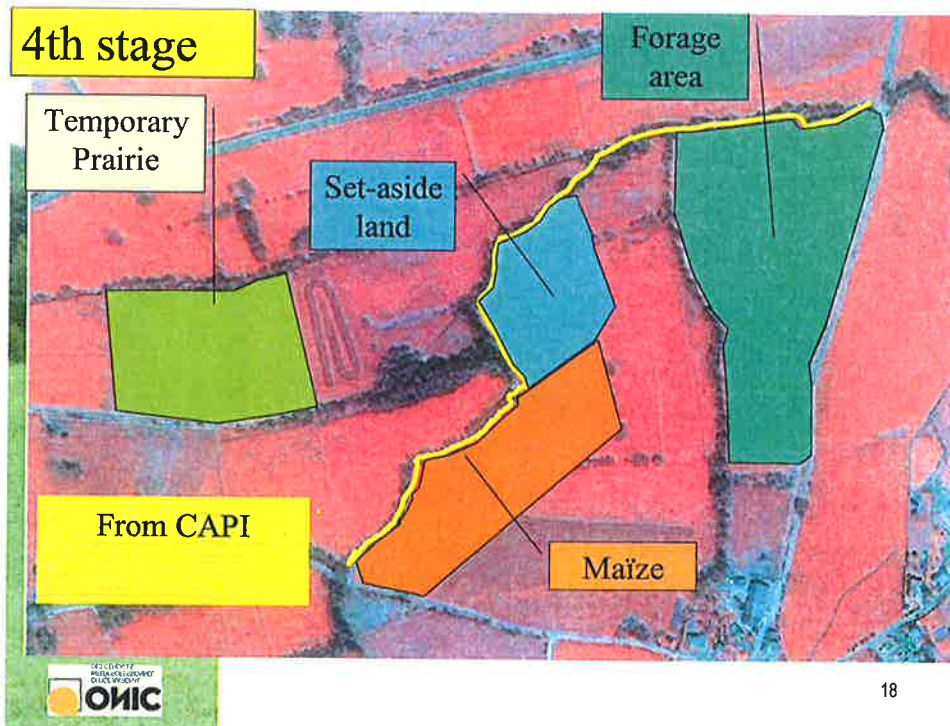 4th stage
Forage
area
Temporary
Prairie
Set-aside
land
From CAPI
Maïze
ONIC
18